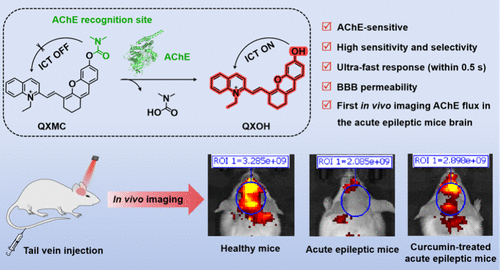 AChE recognition site
N
O
O
ICT OFF
AChE
O
N+
QXMC
N
HO
O
OH
ICT ON
O
N+
QXOH
☑ AChE-sensitive
☑ High sensitivity and selectivity
☑ Ultra-fast response (within 0.5 s)
☑ BBB permeability
☑ First in vivo imaging AChE flux in
the acute epileptic mice brain
Tail vein injection
In vivo imaging
ROI 1=3.285e+09
Healthy mice
ROI 1=2.085e+09
Acute epileptic mice
ROI 1=2.898e+09
Curcumin-treated
acute epileptic mice